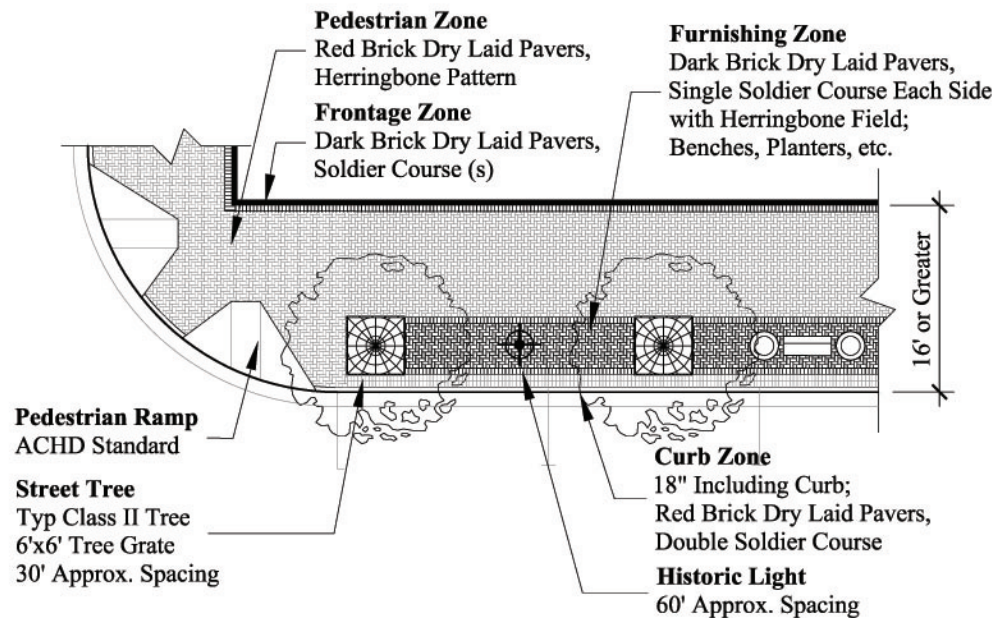 Pedestrian Zone
Red Brick Dry Laid Pavers,
Herringbone Pattern
Frontage Zone
Dark Brick Dry Laid Pavers,
Soldier Course (s)
Furnishing Zone
Dark Brick Dry Laid Pavers,
Single Soldier Course Each Side
with Herringbone Field;
Benches, Planters, etc.
16' or Greater
Pedestrian Ramp
ACHD Standard
Street Tree
Typ Class II Tree
6'x6' Tree Grate
30' Approx. Spacing
Curb Zone
18" Including Curb;
Red Brick Dry Laid Pavers,
Double Soldier Course
Historic Light
60' Approx. Spacing